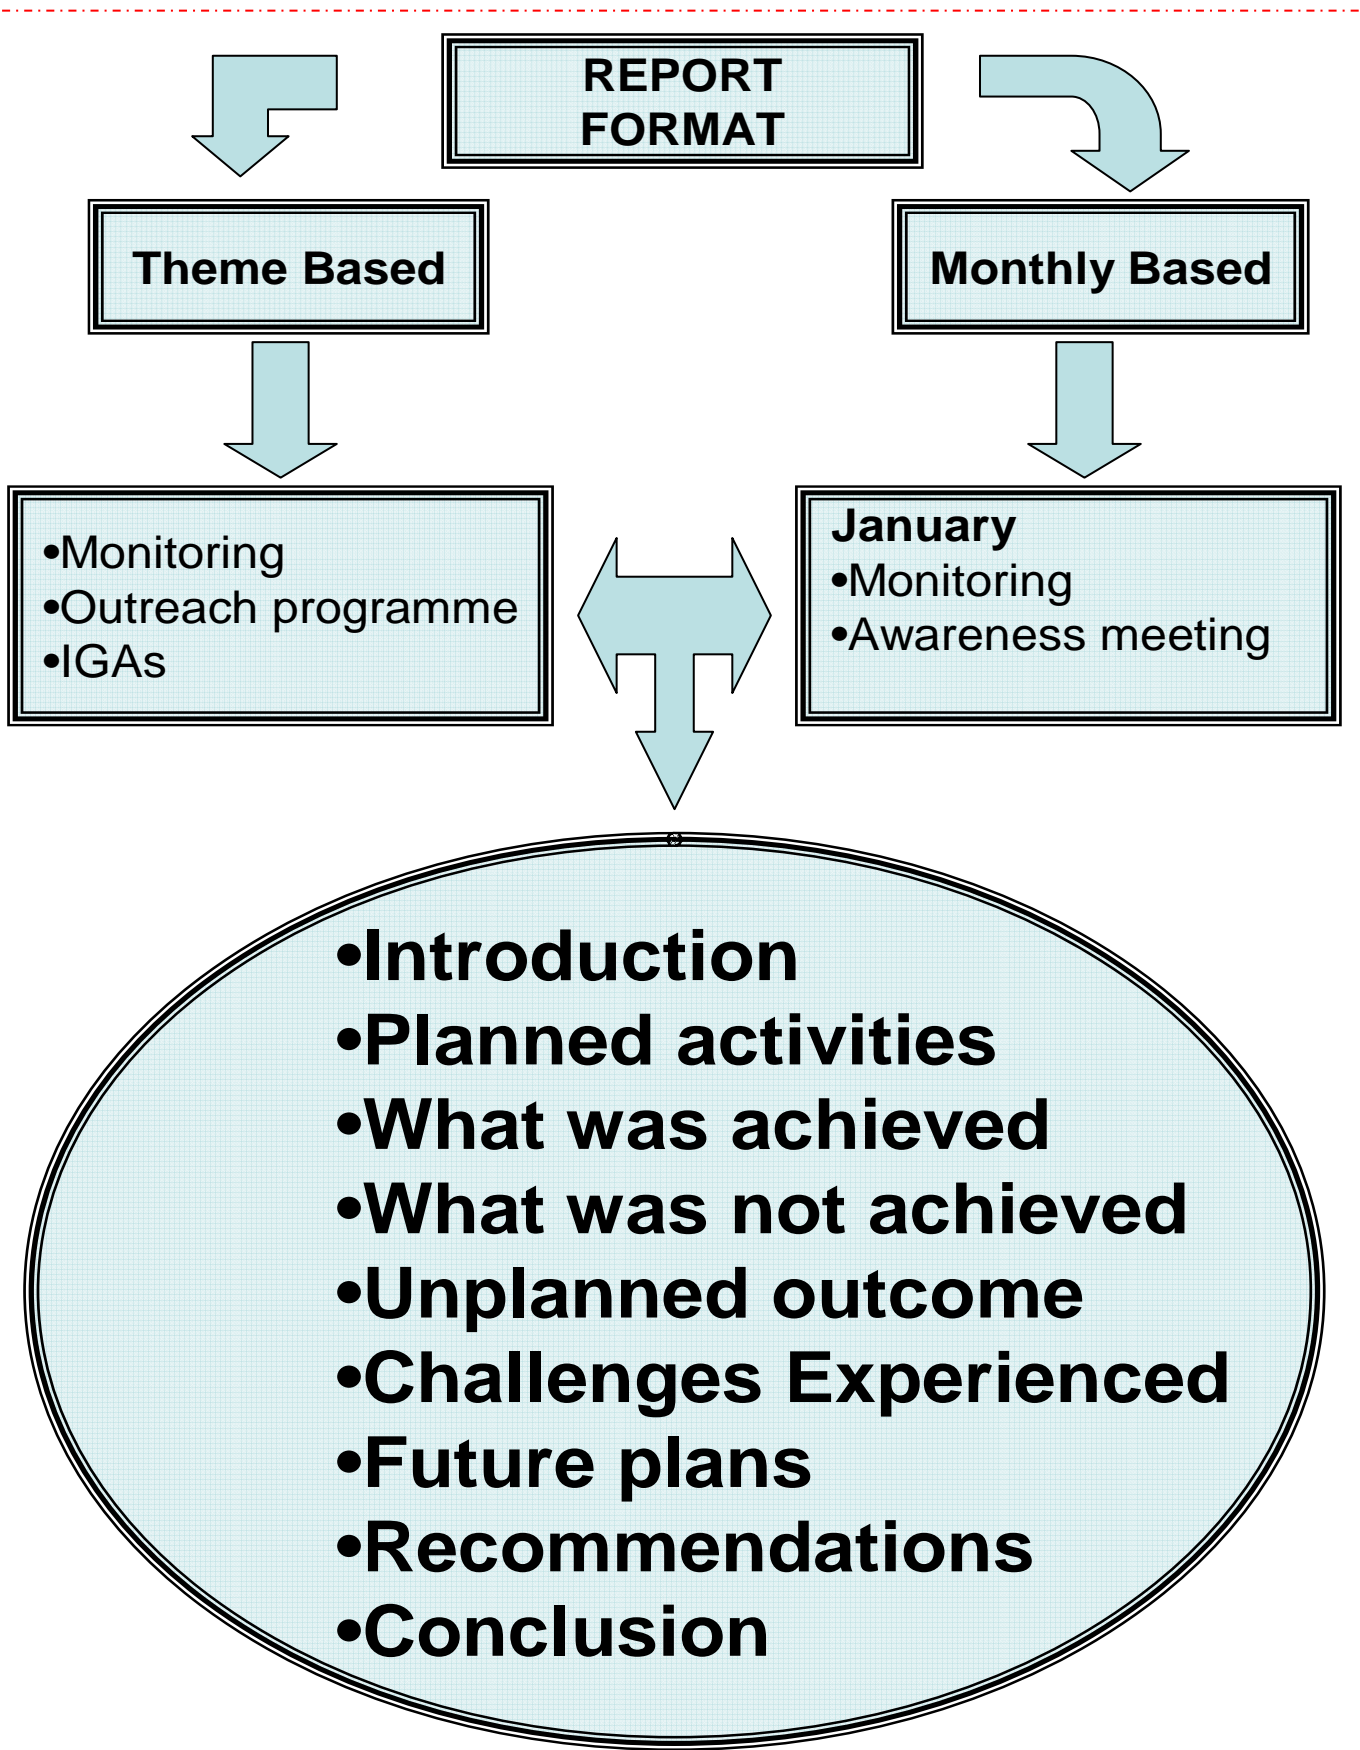 REPORT
FORMAT
Theme Based
Monthly Based
•Monitoring
•Outreach programme
•IGAs
January
•Monitoring
•Awareness meeting
•Introduction
•Planned activities
•What was achieved
•What was not achieved
•Unplanned outcome
•Challenges Experienced
•Future plans
•Recommendations
•Conclusion